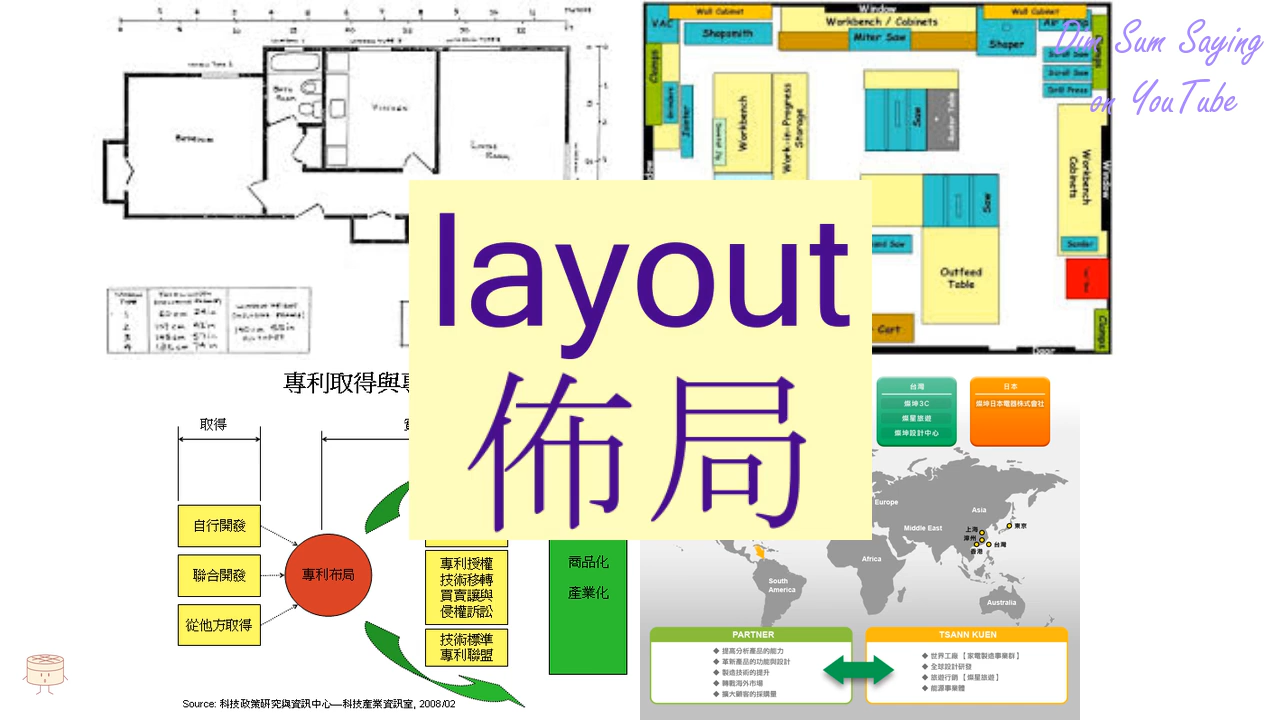 Dim Sum Saying
on YouTube
layout
佈局
Window
Wall Cabinet
Wall Cabinet
VAC
Workbench / Cabinets
Shopsmith
Miter Saw
Shaper
Scroll Saw
Drill Press
Clamps
Jointer
Workbench
Work-in-Progress
Storage
Saw
Router Table
Workbench
Cabinets
Window
Window
Saw
Sander
Outfeed
Table
Cart
Clamps
Door
Bedroom
Bath
Room
Kitchen
Living
Room
專利取得與專
取得
自行開發
聯合開發
從他方取得
專利布局
專利授權
技術移轉
買賣讓與
侵權訴訟
技術標準
專利聯盟
商品化
產業化
Source: 科技政策研究與資訊中心—科技產業資訊室, 2008/02
台灣
燦坤3C
燦星旅遊
燦坤設計中心
日本
燦坤日本電器株式會社
Europe
Asia
Middle East
Africa
South
America
Australia
上海
漳州
香港
台灣
東京
PARTNER
◆ 提高分析產品的能力
◆ 革新產品的功能與設計
◆ 製造技術的提升
◆ 轉戰海外市場
◆ 擴大顧客的採購量
TSANN KUEN
◆ 世界工廠【家電製造事業群】
◆ 全球設計研發
◆ 旅遊行銷【燦星旅遊】
◆ 能源事業體